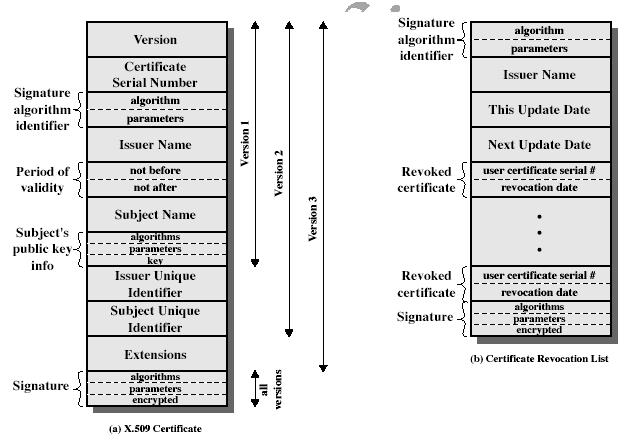 Version
Certificate
Serial Number
Signature
algorithm
identifier
algorithm
parameters
Issuer Name
Period of
validity
not before
not after
Subject Name
Subject's
public key
info
algorithms
parameters
key
Issuer Unique
Identifier
Subject Unique
Identifier
Extensions
Signature
algorithms
parameters
encrypted
Version 1
Version 2
Version 3
all
versions
(a) X.509 Certificate
Signature
algorithm
identifier
algorithm
parameters
Issuer Name
This Update Date
Next Update Date
Revoked
certificate
user certificate serial #
revocation date
Revoked
certificate
user certificate serial #
revocation date
Signature
algorithms
parameters
encrypted
(b) Certificate Revocation List